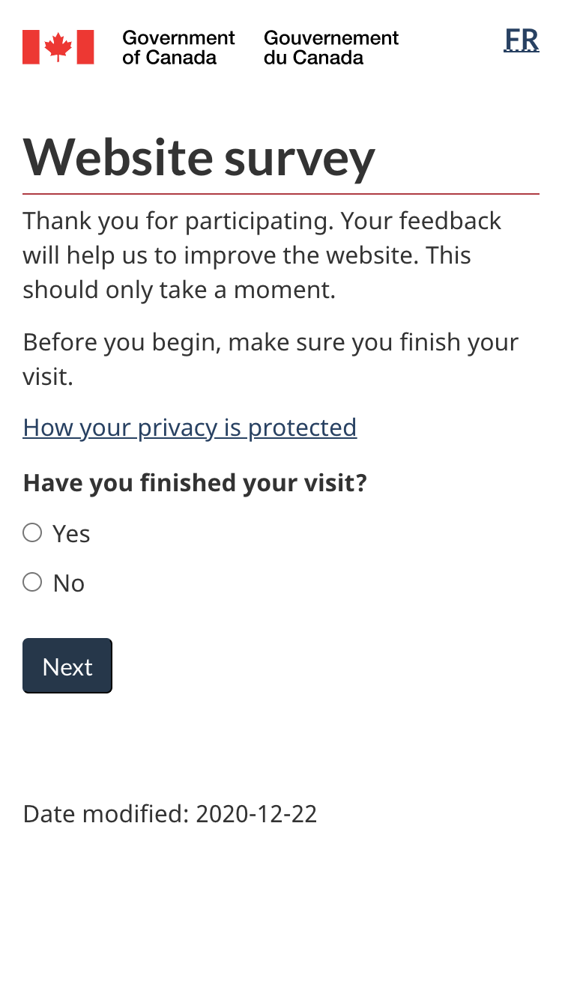 Government
of Canada
Gouvernement
du Canada
FR
Website survey
Thank you for participating. Your feedback
will help us to improve the website. This
should only take a moment.
Before you begin, make sure you finish your
visit.
How your privacy is protected
Have you finished your visit?
Yes
No
Next
Date modified: 2020-12-22